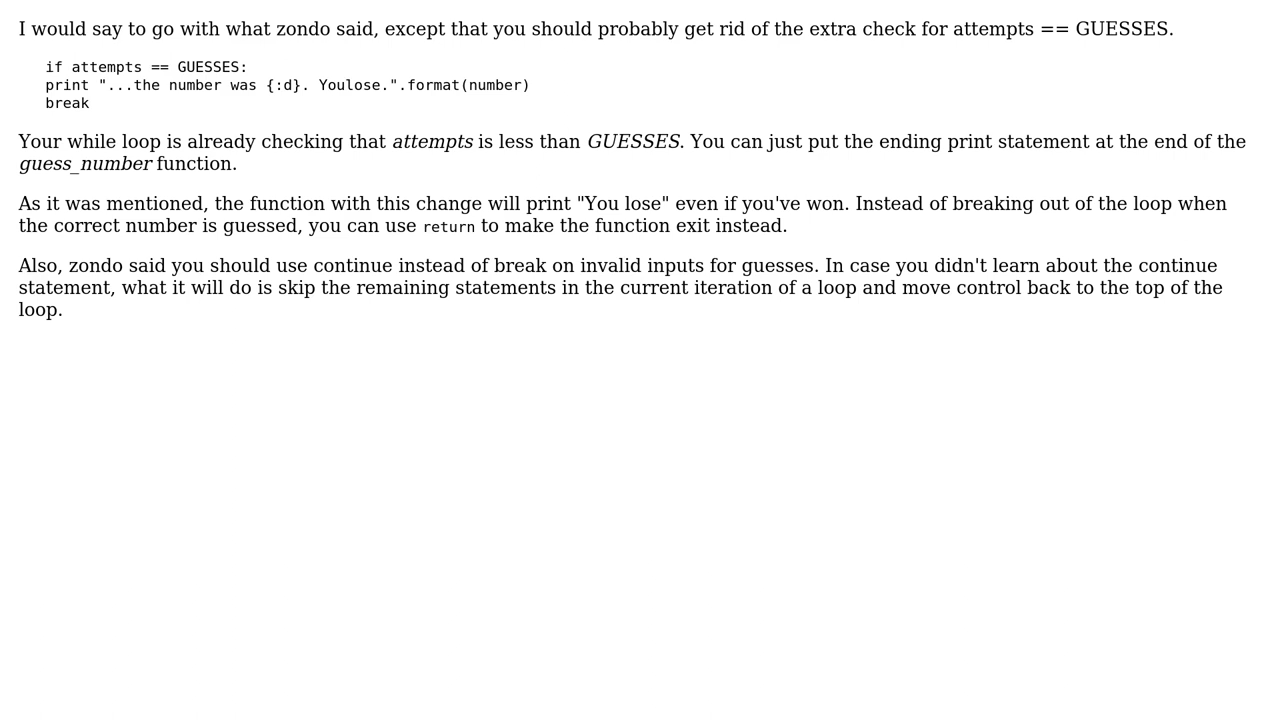 I would say to go with what zondo said, except that you should probably get rid of the extra check for attempts == GUESSES.
if attempts == GUESSES:
print "...the number was {:d}. Youlose.".format(number)
break
Your while loop is already checking that attempts is less than GUESSES. You can just put the ending print statement at the end of the
guess_number function.
As it was mentioned, the function with this change will print "You lose" even if you've won. Instead of breaking out of the loop when
the correct number is guessed, you can use return to make the function exit instead.
Also, zondo said you should use continue instead of break on invalid inputs for guesses. In case you didn't learn about the continue
statement, what it will do is skip the remaining statements in the current iteration of a loop and move control back to the top of the
loop.